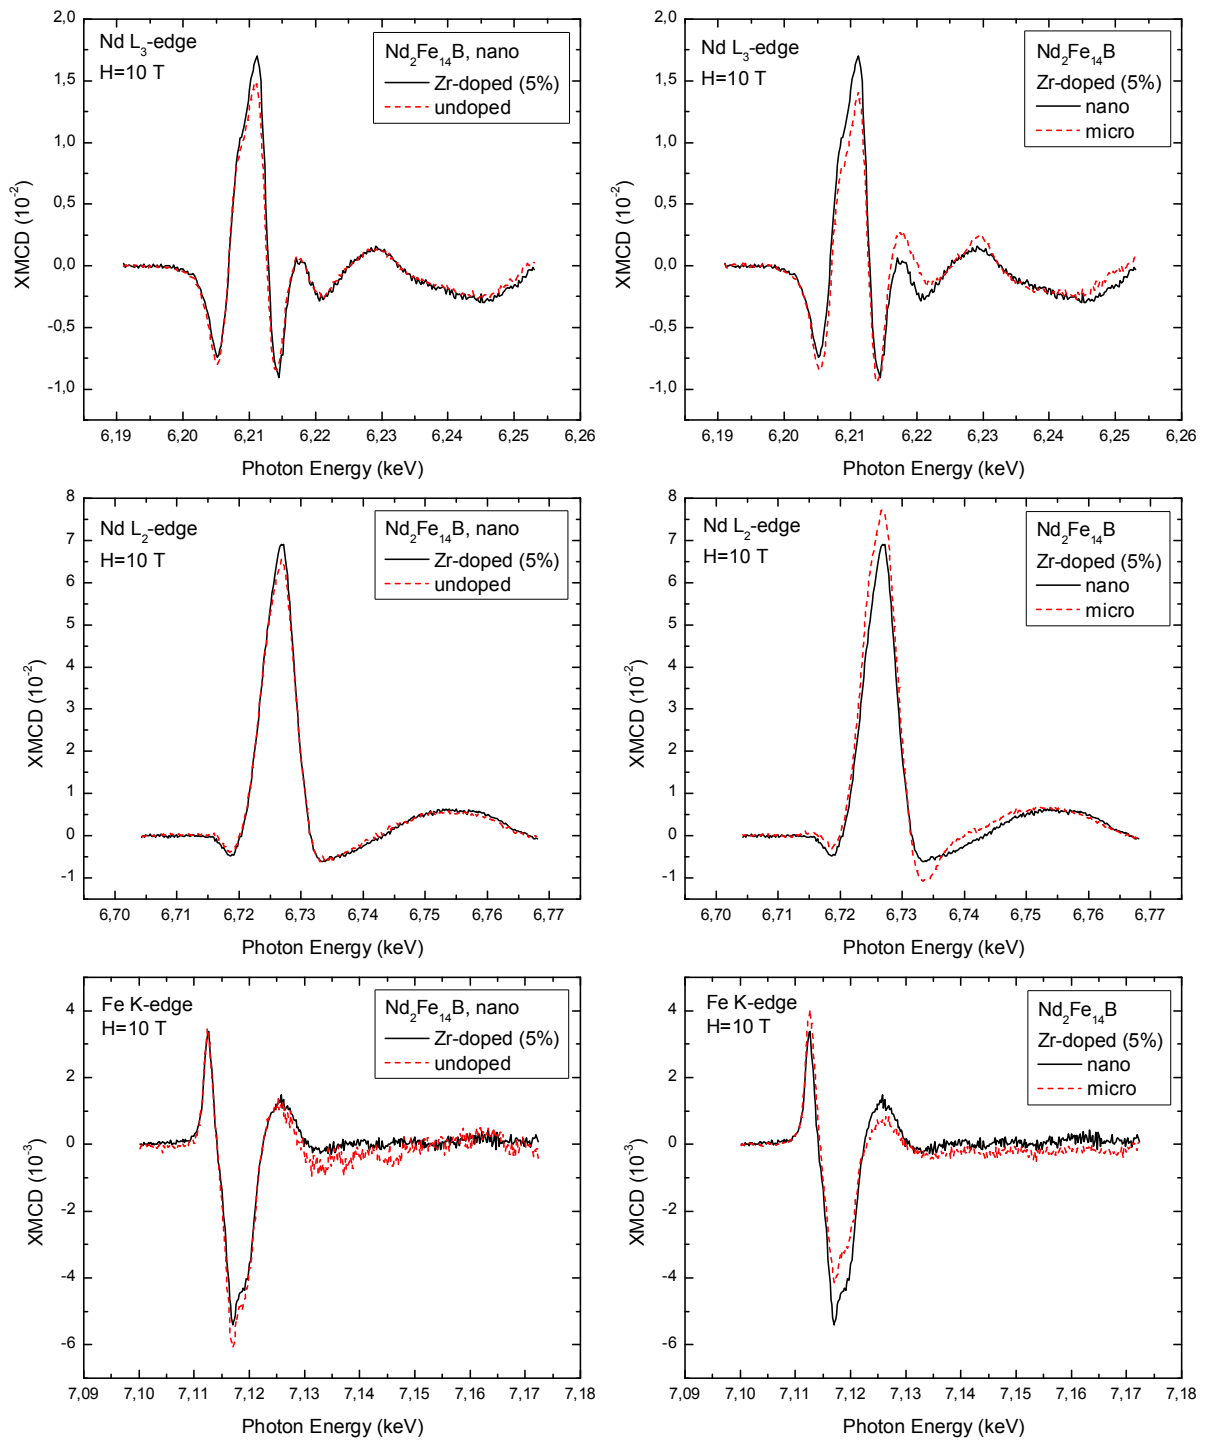 Nd L3-edge
H=10 T
Nd2Fe14B, nano
Zr-doped (5%)
undoped
2,0
1,5
1,0
0,5
0,0
-0,5
-1,0
XMCD (10-2)
6,19 6,20 6,21 6,22 6,23 6,24 6,25 6,26
Photon Energy (keV)
Nd L3-edge
H=10 T
Nd2Fe14B
Zr-doped (5%)
nano
micro
2,0
1,5
1,0
0,5
0,0
-0,5
-1,0
XMCD (10-2)
6,19 6,20 6,21 6,22 6,23 6,24 6,25 6,26
Photon Energy (keV)
Nd L2-edge
H=10 T
Nd2Fe14B, nano
Zr-doped (5%)
undoped
8
7
6
5
4
3
2
1
0
-1
XMCD (10-2)
6,70 6,71 6,72 6,73 6,74 6,75 6,76 6,77
Photon Energy (keV)
Nd L2-edge
H=10 T
Nd2Fe14B
Zr-doped (5%)
nano
micro
8
7
6
5
4
3
2
1
0
-1
XMCD (10-2)
6,70 6,71 6,72 6,73 6,74 6,75 6,76 6,77
Photon Energy (keV)
Fe K-edge
H=10 T
Nd2Fe14B, nano
Zr-doped (5%)
undoped
4
2
0
-2
-4
-6
XMCD (10-3)
7,09 7,10 7,11 7,12 7,13 7,14 7,15 7,16 7,17 7,18
Photon Energy (keV)
Fe K-edge
H=10 T
Nd2Fe14B
Zr-doped (5%)
nano
micro
4
2
0
-2
-4
-6
XMCD (10-3)
7,09 7,10 7,11 7,12 7,13 7,14 7,15 7,16 7,17 7,18
Photon Energy (keV)